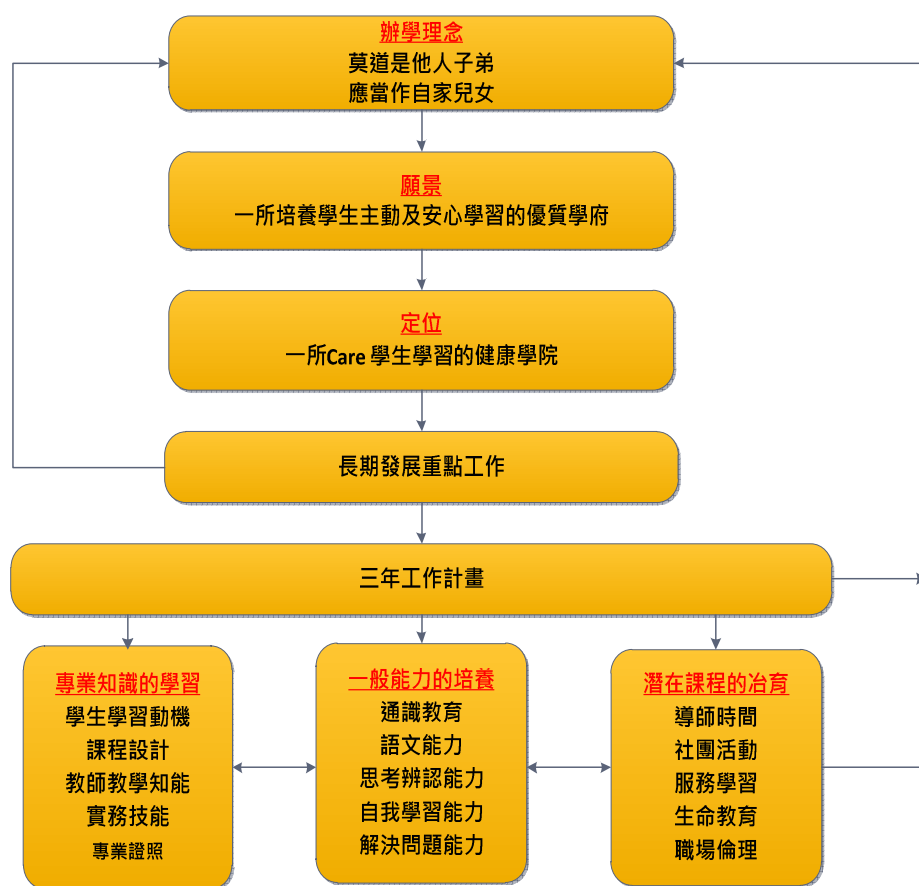 辦學理念
莫道是他人子弟
應當作自家兒女
願景
一所培養學生主動及安心學習的優質學府
定位
一所Care 學生學習的健康學院
長期發展重點工作
三年工作計畫
專業知識的學習
學生學習動機
課程設計
教師教學知能
實務技能
專業證照
一般能力的培養
通識教育
語文能力
思考辨認能力
自我學習能力
解決問題能力
潛在課程的冶育
導師時間
社團活動
服務學習
生命教育
職場倫理